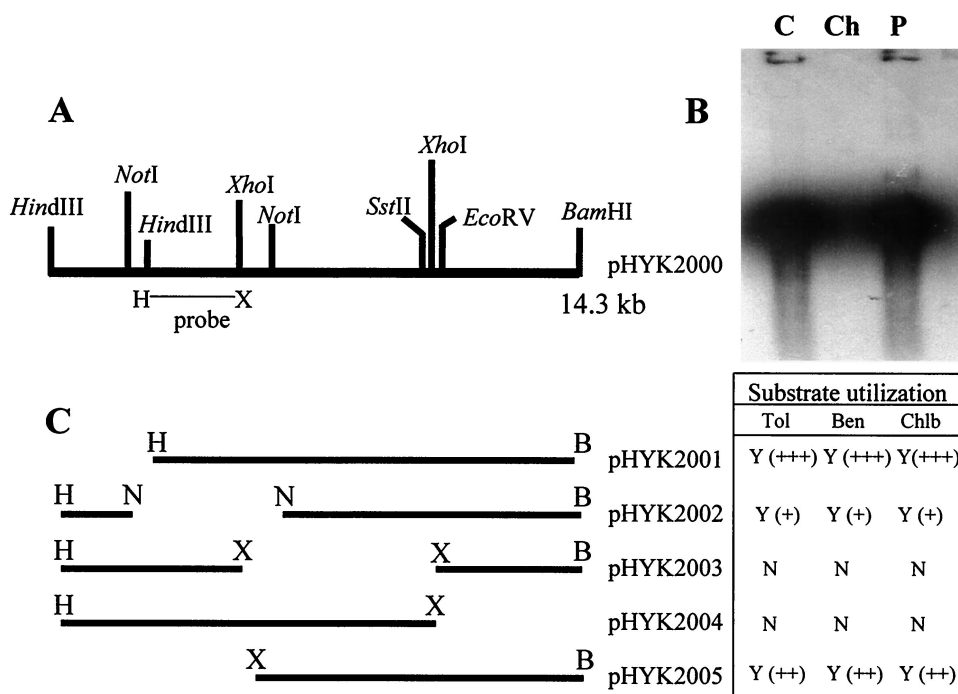 A
HindIII NotI HindIII XhoI NotI SstII XhoI EcoRV BamHI
pHYK2000
H X
probe
14.3 kb
B
C Ch P
C
Substrate utilization
Tol Ben Chlb
H B pHYK2001 Y (+++) Y (+++) Y(+++)
H N N B pHYK2002 Y (+) Y (+) Y (+)
H X X B pHYK2003 N N N
H X pHYK2004 N N N
X B pHYK2005 Y (++) Y (++) Y (++)